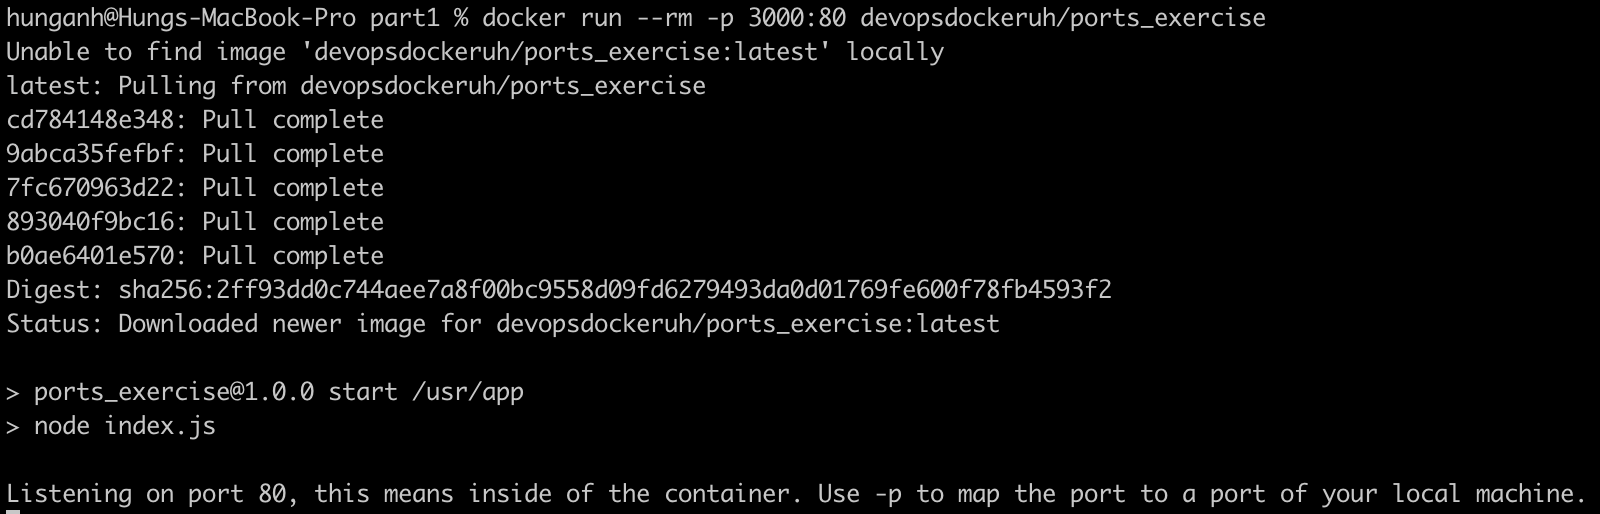 hunganh@Hungs-MacBook-Pro part1 % docker run --rm -p 3000:80 devopsdockeruh/ports_exercise
Unable to find image 'devopsdockeruh/ports_exercise:latest' locally
latest: Pulling from devopsdockeruh/ports_exercise
cd784148e348: Pull complete
9abca35fefbf: Pull complete
7fc670963d22: Pull complete
893040f9bc16: Pull complete
b0ae6401e570: Pull complete
Digest: sha256:2ff93dd0c744aee7a8f00bc9558d09fd6279493da0d01769fe600f78fb4593f2
Status: Downloaded newer image for devopsdockeruh/ports_exercise:latest
> ports_exercise@1.0.0 start /usr/app
> node index.js
Listening on port 80, this means inside of the container. Use -p to map the port to a port of your local machine.